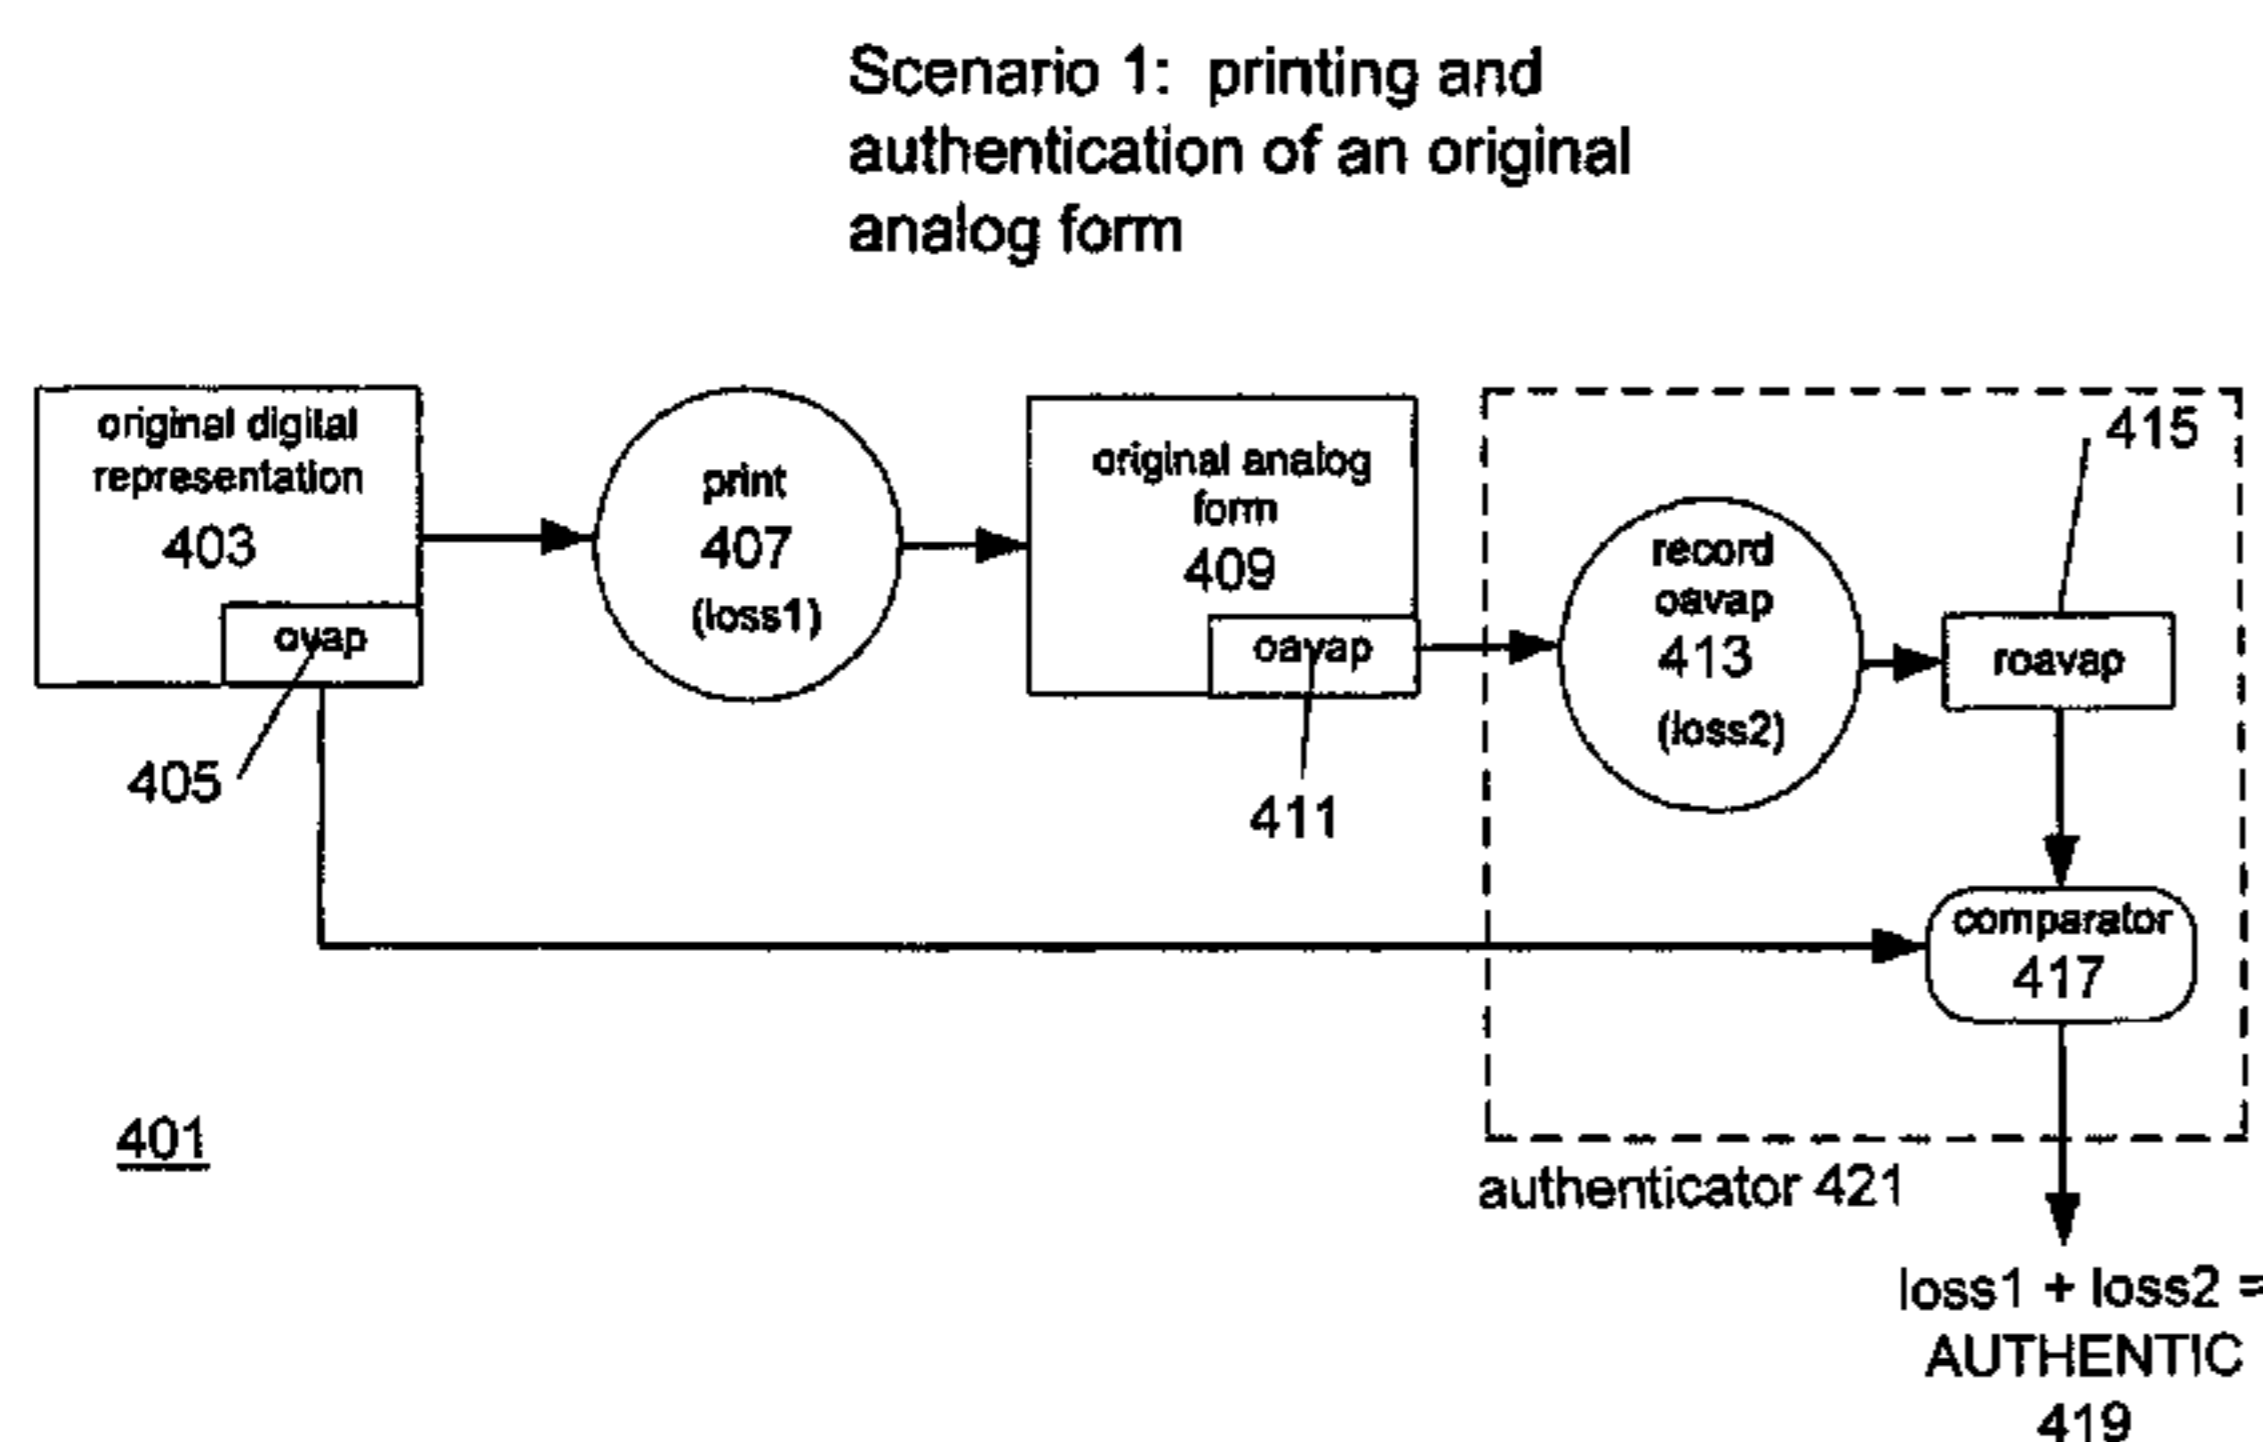 Scenario 1: printing and
authentication of an original
analog form
original digital
representation
403
ovap
405
print
407
(loss1)
original analog
form
409
oavap
411
record
oavap
413
(loss2)
415
roavap
comparator
417
401
authenticator 421
loss1 + loss2 =
AUTHENTIC
419